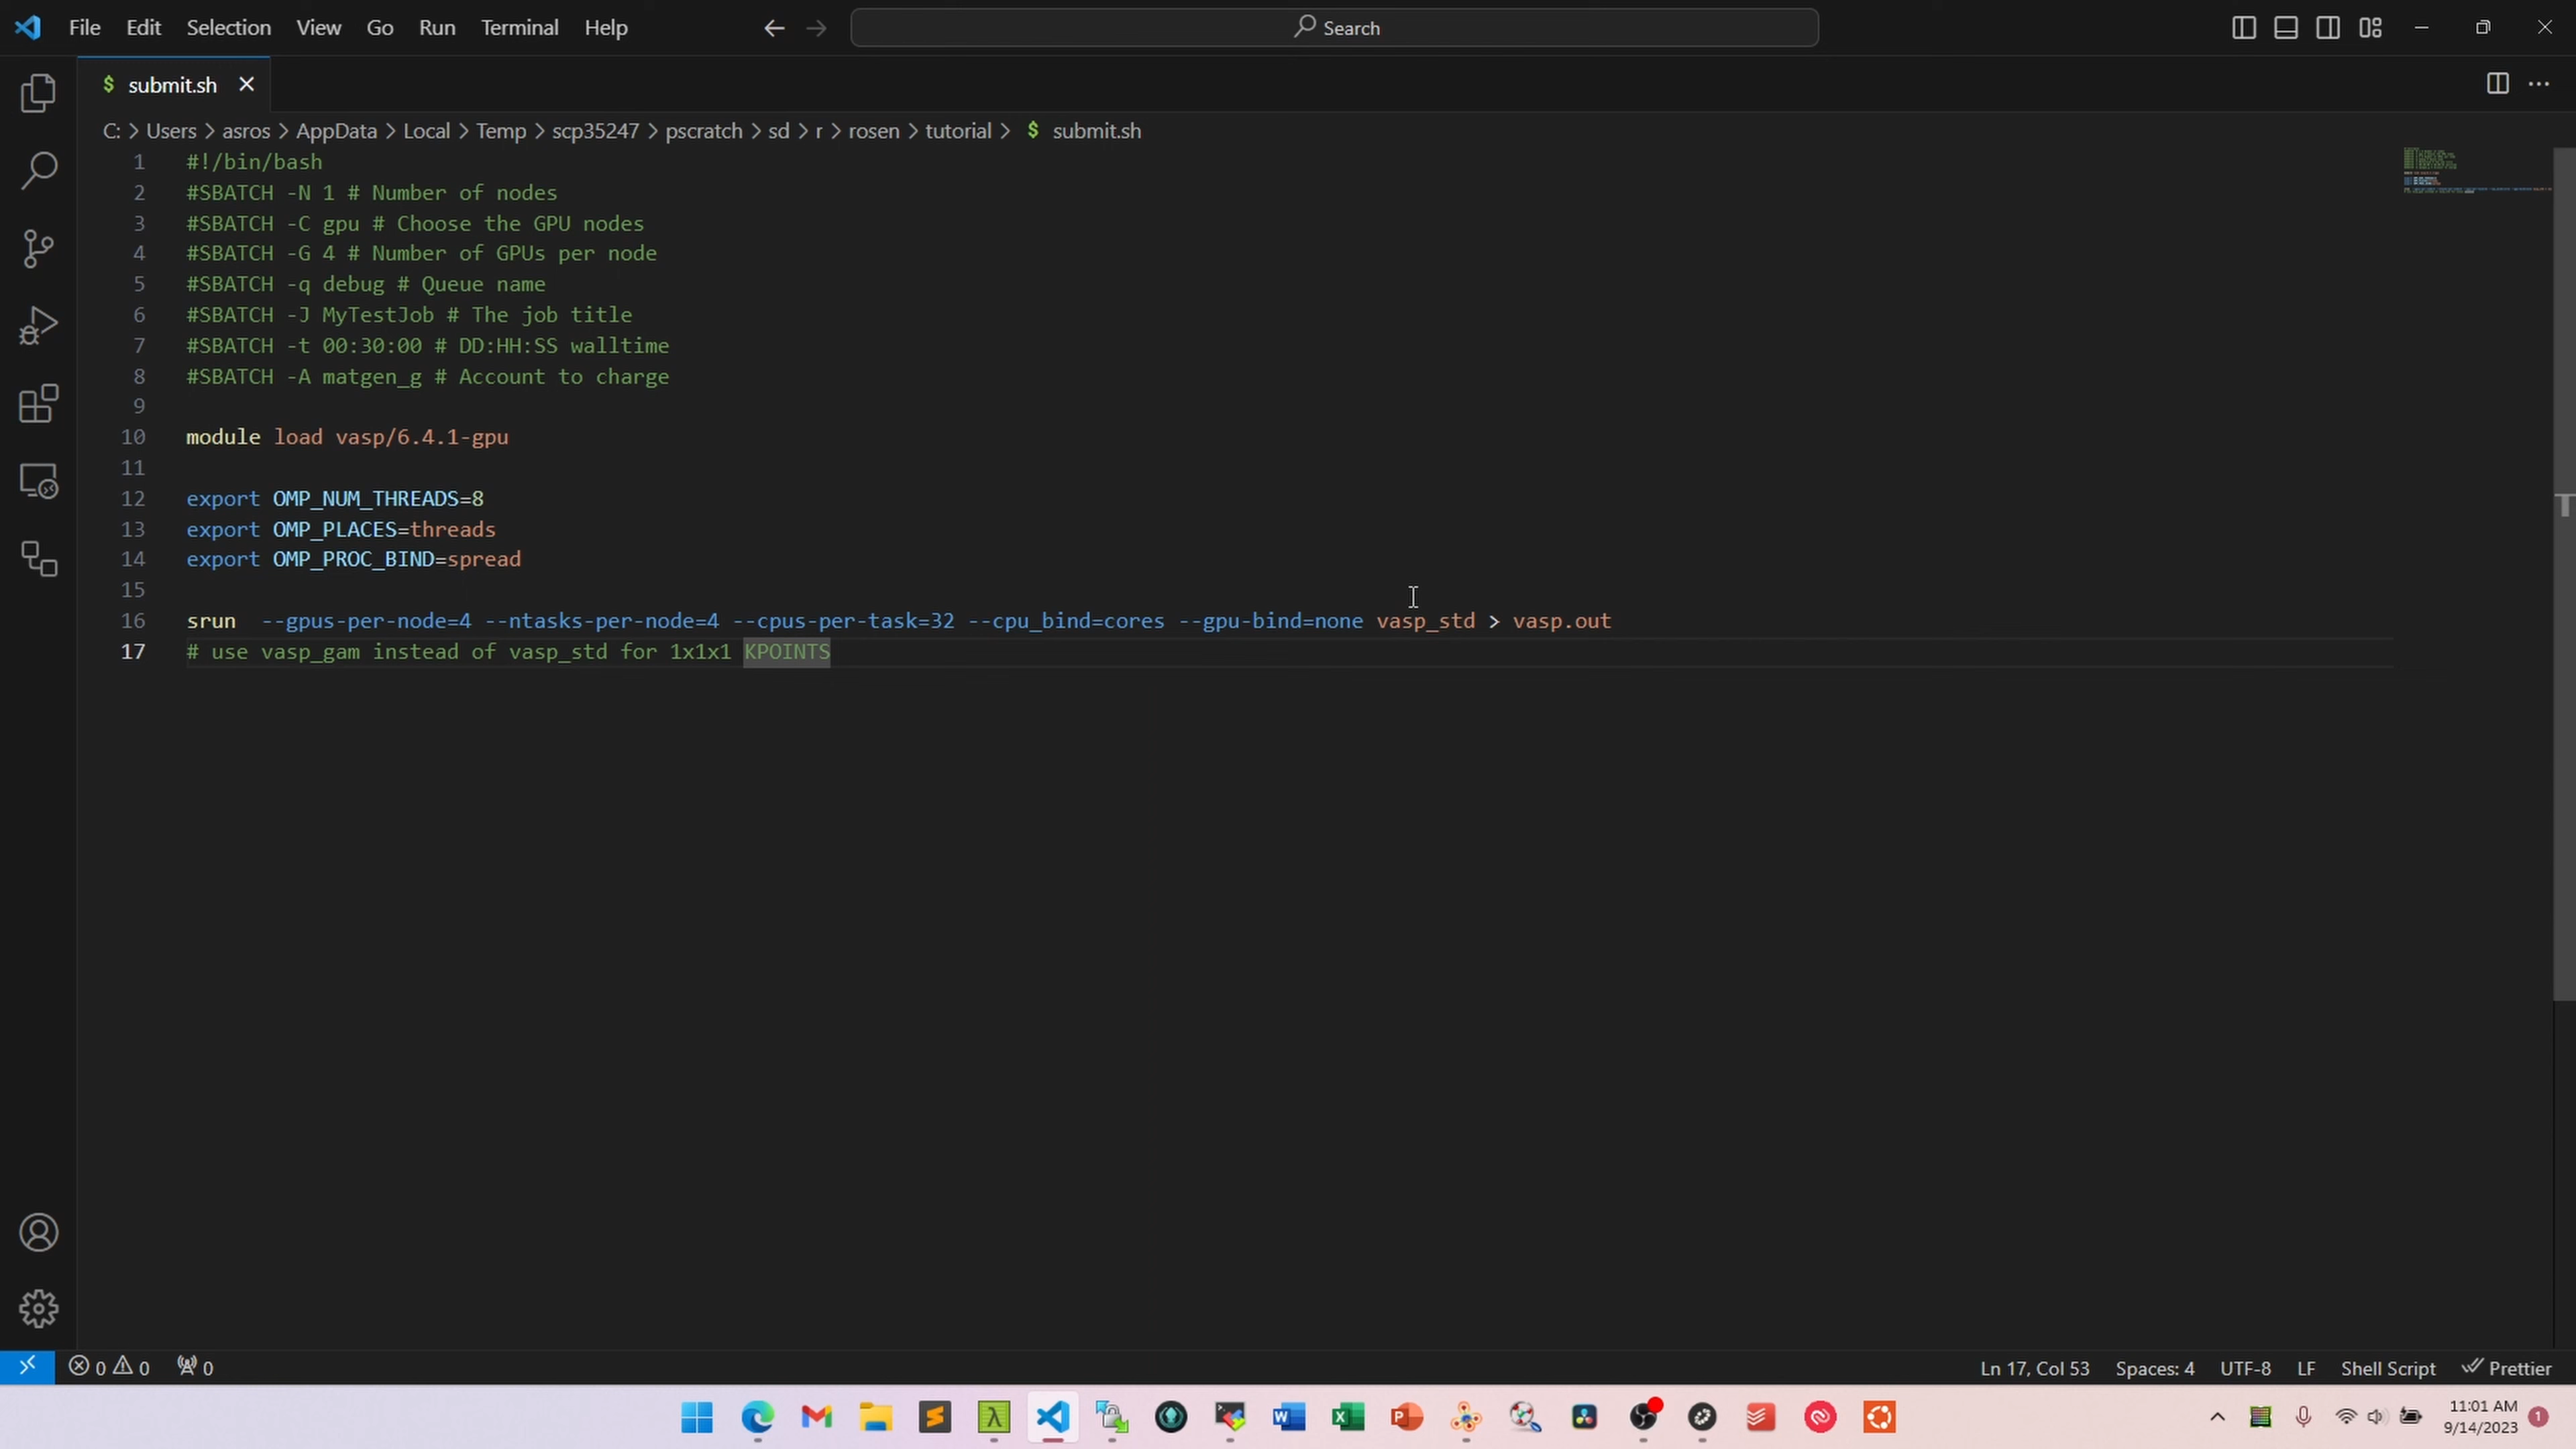 File Edit Selection View Go Run Terminal Help
Search
submit.sh
C: > Users > asros > AppData > Local > Temp > scp35247 > pscratch > sd > r > rosen > tutorial > $ submit.sh
1 #!/bin/bash
2 #SBATCH -N 1 # Number of nodes
3 #SBATCH -C gpu # Choose the GPU nodes
4 #SBATCH -G 4 # Number of GPUs per node
5 #SBATCH -q debug # Queue name
6 #SBATCH -J MyTestJob # The job title
7 #SBATCH -t 00:30:00 # DD:HH:SS walltime
8 #SBATCH -A matgen_g # Account to charge
9
10 module load vasp/6.4.1-gpu
11
12 export OMP_NUM_THREADS=8
13 export OMP_PLACES=threads
14 export OMP_PROC_BIND=spread
15
16 srun  --gpus-per-node=4 --ntasks-per-node=4 --cpus-per-task=32 --cpu_bind=cores --gpu-bind=none vasp_std > vasp.out
17 # use vasp_gam instead of vasp_std for 1x1x1 KPOINTS
0 0 0 Ln 17, Col 53 Spaces: 4 UTF-8 LF Shell Script Prettier
11:01 AM
9/14/2023
1